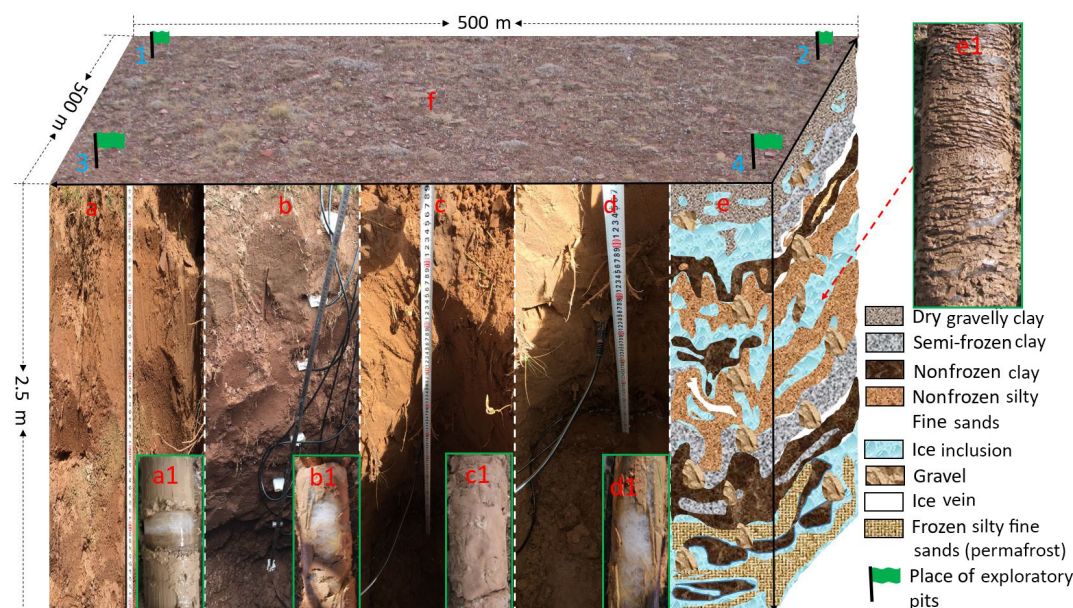 500 m
500 m
1
2
3
4
f
2.5 m
a
b
c
d
e
a1
b1
c1
d1
e1
Dry gravelly clay
Semi-frozen clay
Nonfrozen clay
Nonfrozen silty
Fine sands
Ice inclusion
Gravel
Ice vein
Frozen silty fine
sands (permafrost)
Place of exploratory
pits